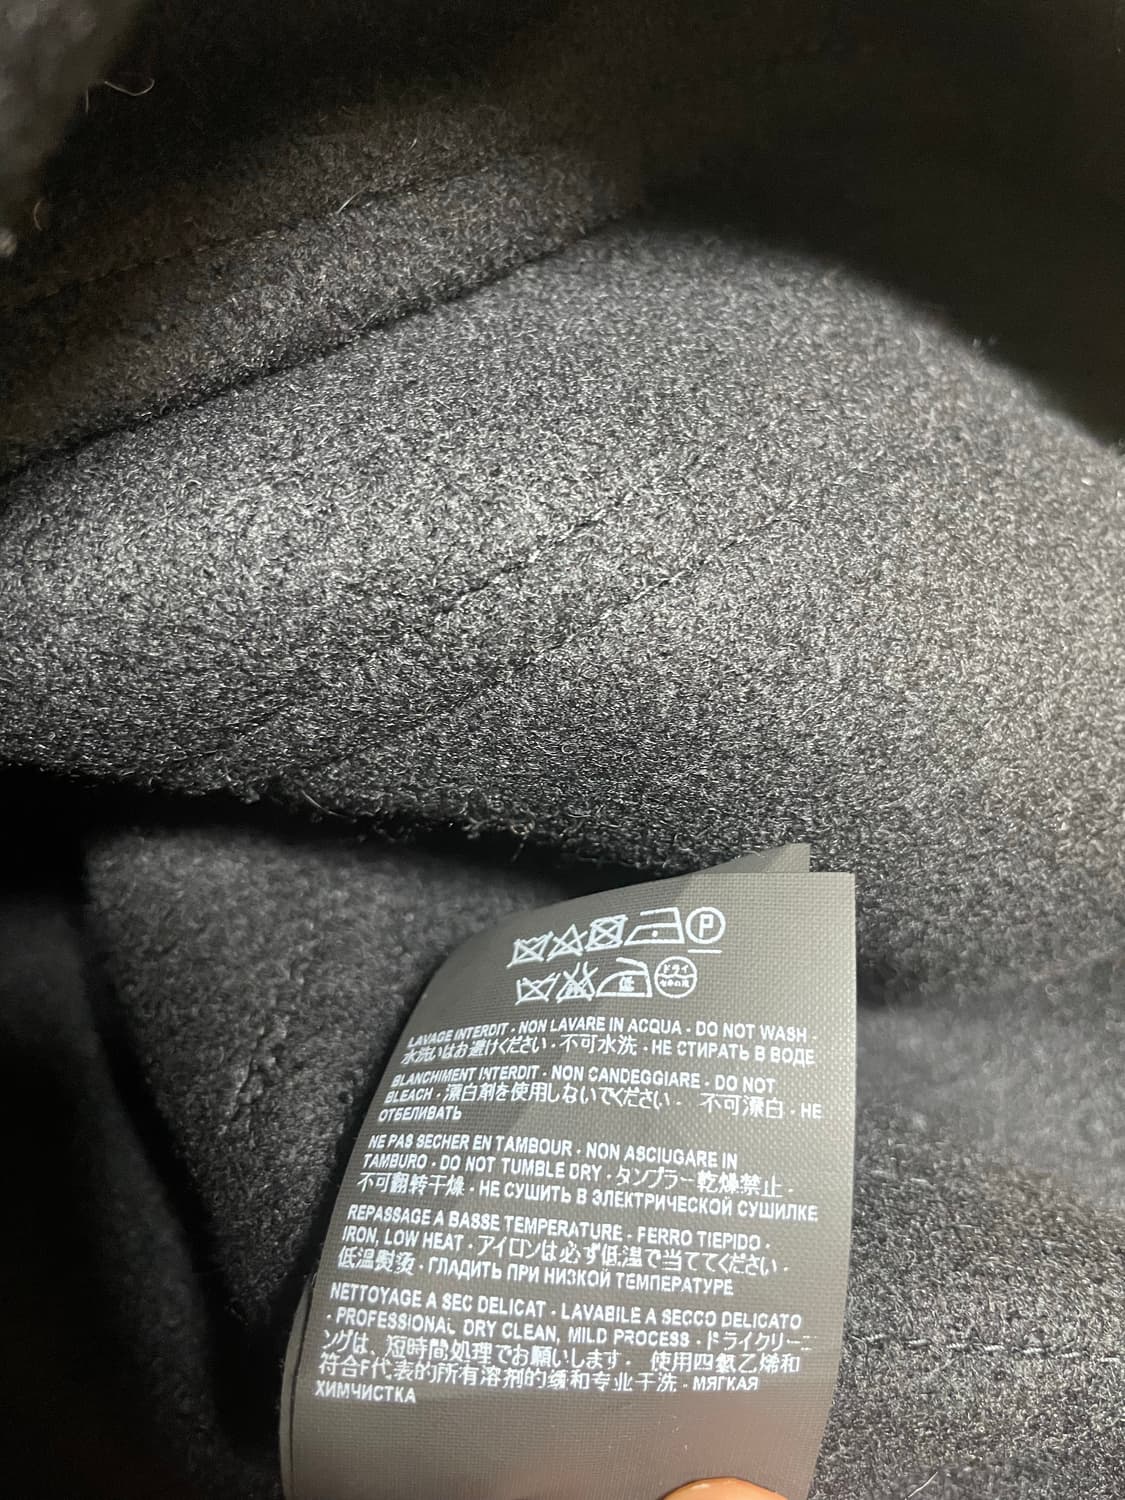 P
低 ドライ
LAVAGE INTERDIT - NON LAVARE IN ACQUA - DO NOT WASH -
水洗いはお避けください - 不可水洗 - НЕ СТИРАТЬ В ВОДЕ
BLANCHIMENT INTERDIT - NON CANDEGGIARE - DO NOT
BLEACH - 漂白剤を使用しないでください - 不可漂白 - НЕ
ОТБЕЛИВАТЬ
NE PAS SECHER EN TAMBOUR - NON ASCIUGARE IN
TAMBURO - DO NOT TUMBLE DRY - タンブラー乾燥禁止 -
不可翻转干燥 - НЕ СУШИТЬ В ЭЛЕКТРИЧЕСКОЙ СУШИЛКЕ
REPASSAGE A BASSE TEMPERATURE - FERRO TIEPIDO -
IRON, LOW HEAT - アイロンは必ず低温で当ててください -
低温熨烫 - ГЛАДИТЬ ПРИ НИЗКОЙ ТЕМПЕРАТУРЕ
NETTOYAGE A SEC DELICAT - LAVABILE A SECCO DELICATO
- PROFESSIONAL DRY CLEAN, MILD PROCESS - ドライクリーニ
ングは、短時間処理でお願いします. 使用四氯乙烯和
符合F代表的所有溶剂的缓和专业干洗 - МЯГКАЯ
ХИМЧИСТКА